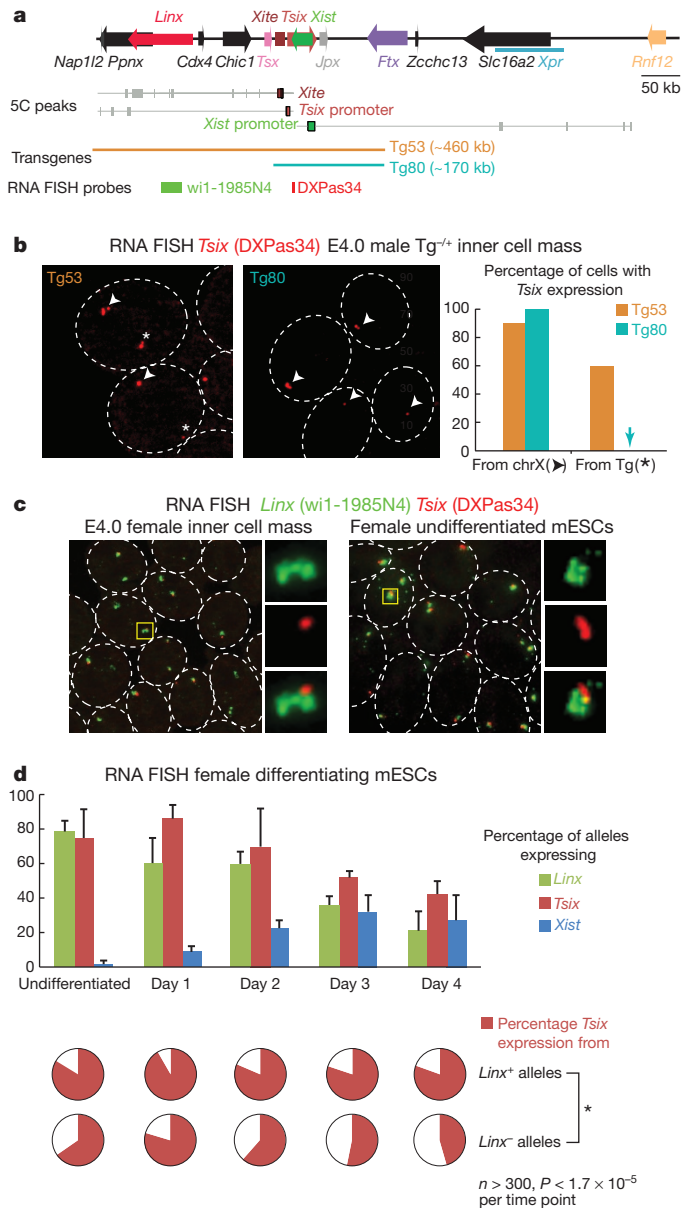 a
Linx
Xite Tsix Xist
Nap1l2 Ppnx Cdx4 Chic1 Tsx Jpx Ftx Zcchc13 Slc16a2 Xpr Rnf12
50 kb
5C peaks
Xite
Tsix promoter
Xist promoter
Transgenes
Tg53 (~460 kb)
Tg80 (~170 kb)
RNA FISH probes wi1-1985N4 DXPas34
b RNA FISH Tsix (DXPas34) E4.0 male Tg–/+ inner cell mass
Tg53
*
*
Tg80
90
70
50
30
10
Percentage of cells with
Tsix expression
100
80
60
40
20
0
Tg53
Tg80
From chrX(➤) From Tg(*)
c RNA FISH Linx (wi1-1985N4) Tsix (DXPas34)
E4.0 female inner cell mass
Female undifferentiated mESCs
d RNA FISH female differentiating mESCs
100
80
60
40
20
0
Undifferentiated Day 1 Day 2 Day 3 Day 4
Percentage of alleles
expressing
Linx
Tsix
Xist
Percentage Tsix
expression from
Linx+ alleles
*
Linx– alleles
n > 300, P < 1.7 × 10–5
per time point